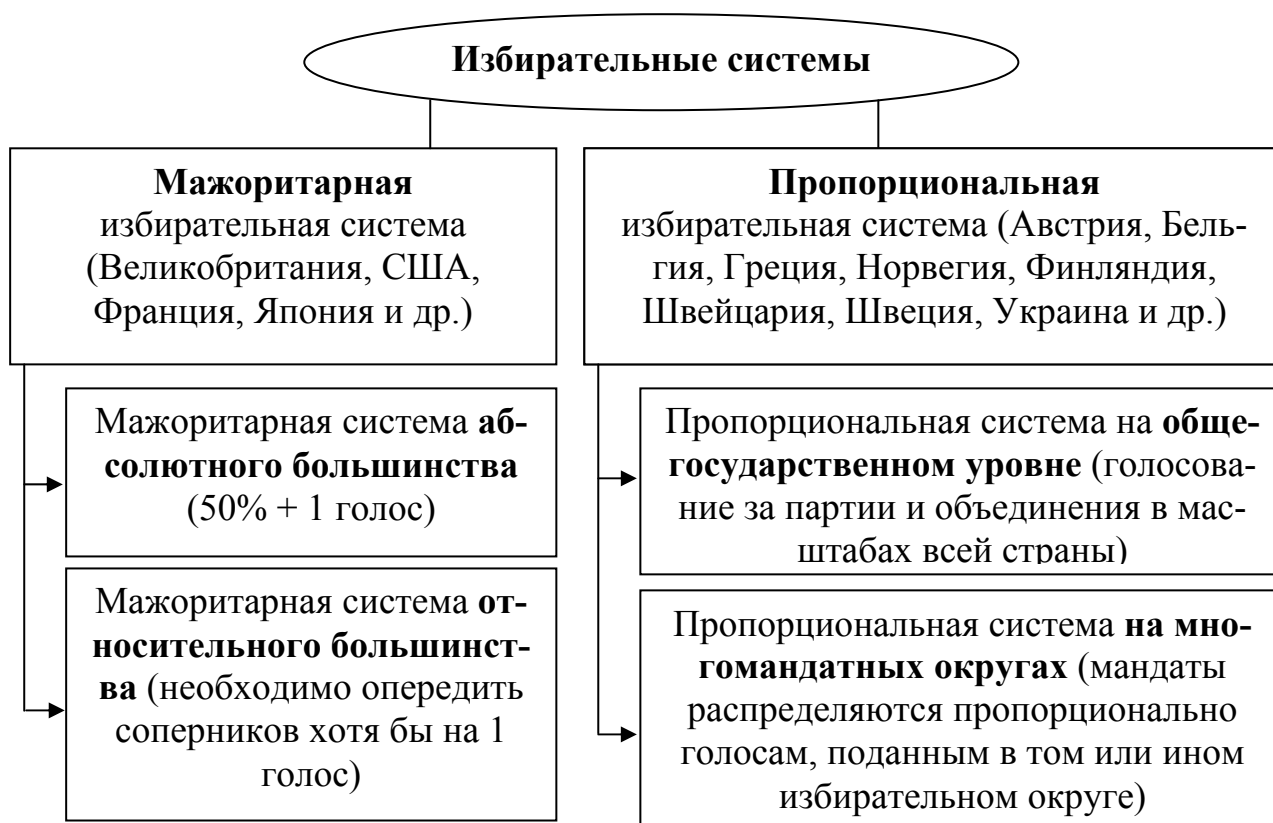 Избирательные системы
Мажоритарная
избирательная система
(Великобритания, США,
Франция, Япония и др.)
Пропорциональная
избирательная система (Австрия, Бель-
гия, Греция, Норвегия, Финляндия,
Швейцария, Швеция, Украина и др.)
Мажоритарная система аб-
солютного большинства
(50% + 1 голос)
Пропорциональная система на обще-
государственном уровне (голосова-
ние за партии и объединения в мас-
штабах всей страны)
Мажоритарная система от-
носительного большинст-
ва (необходимо опередить
соперников хотя бы на 1
голос)
Пропорциональная система на мно-
гомандатных округах (мандаты
распределяются пропорционально
голосам, поданным в том или ином
избирательном округе)